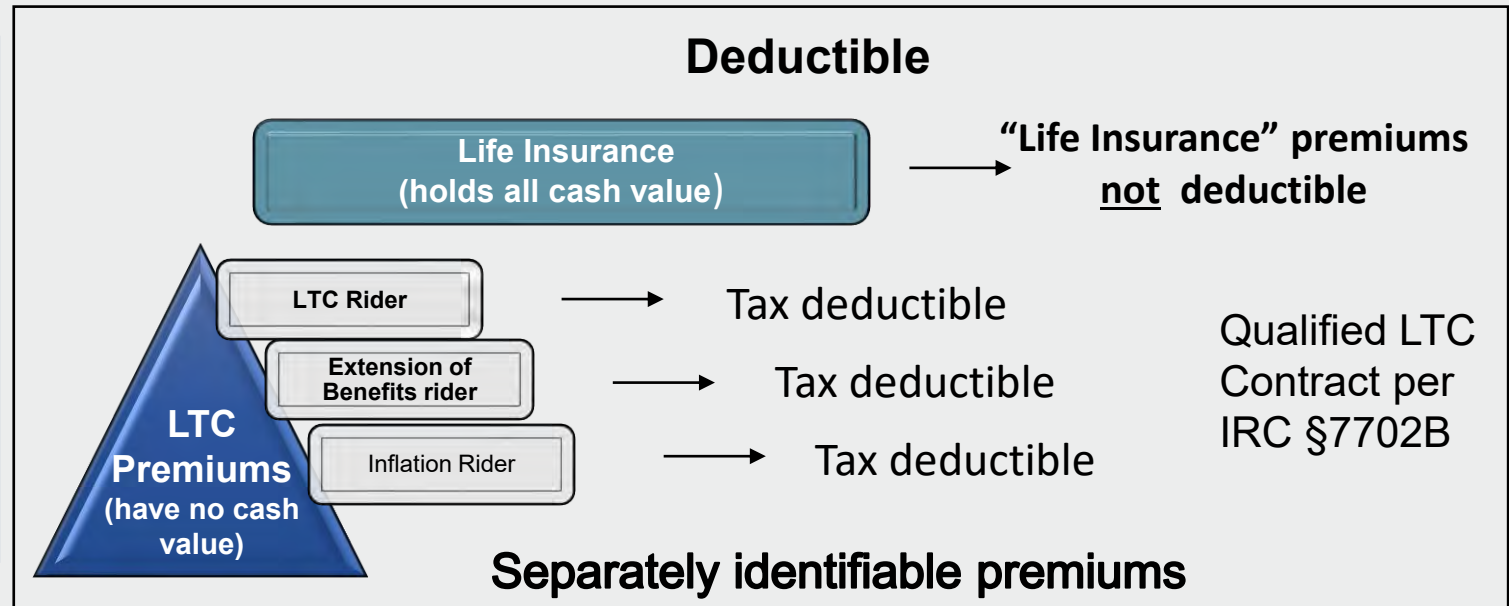 Deductible
Life Insurance
(holds all cash value)
“Life Insurance” premiums
not deductible
LTC Rider
Tax deductible
Extension of
Benefits rider
Tax deductible
Inflation Rider
Tax deductible
Qualified LTC
Contract per
IRC §7702B
LTC
Premiums
(have no cash
value)
Separately identifiable premiums